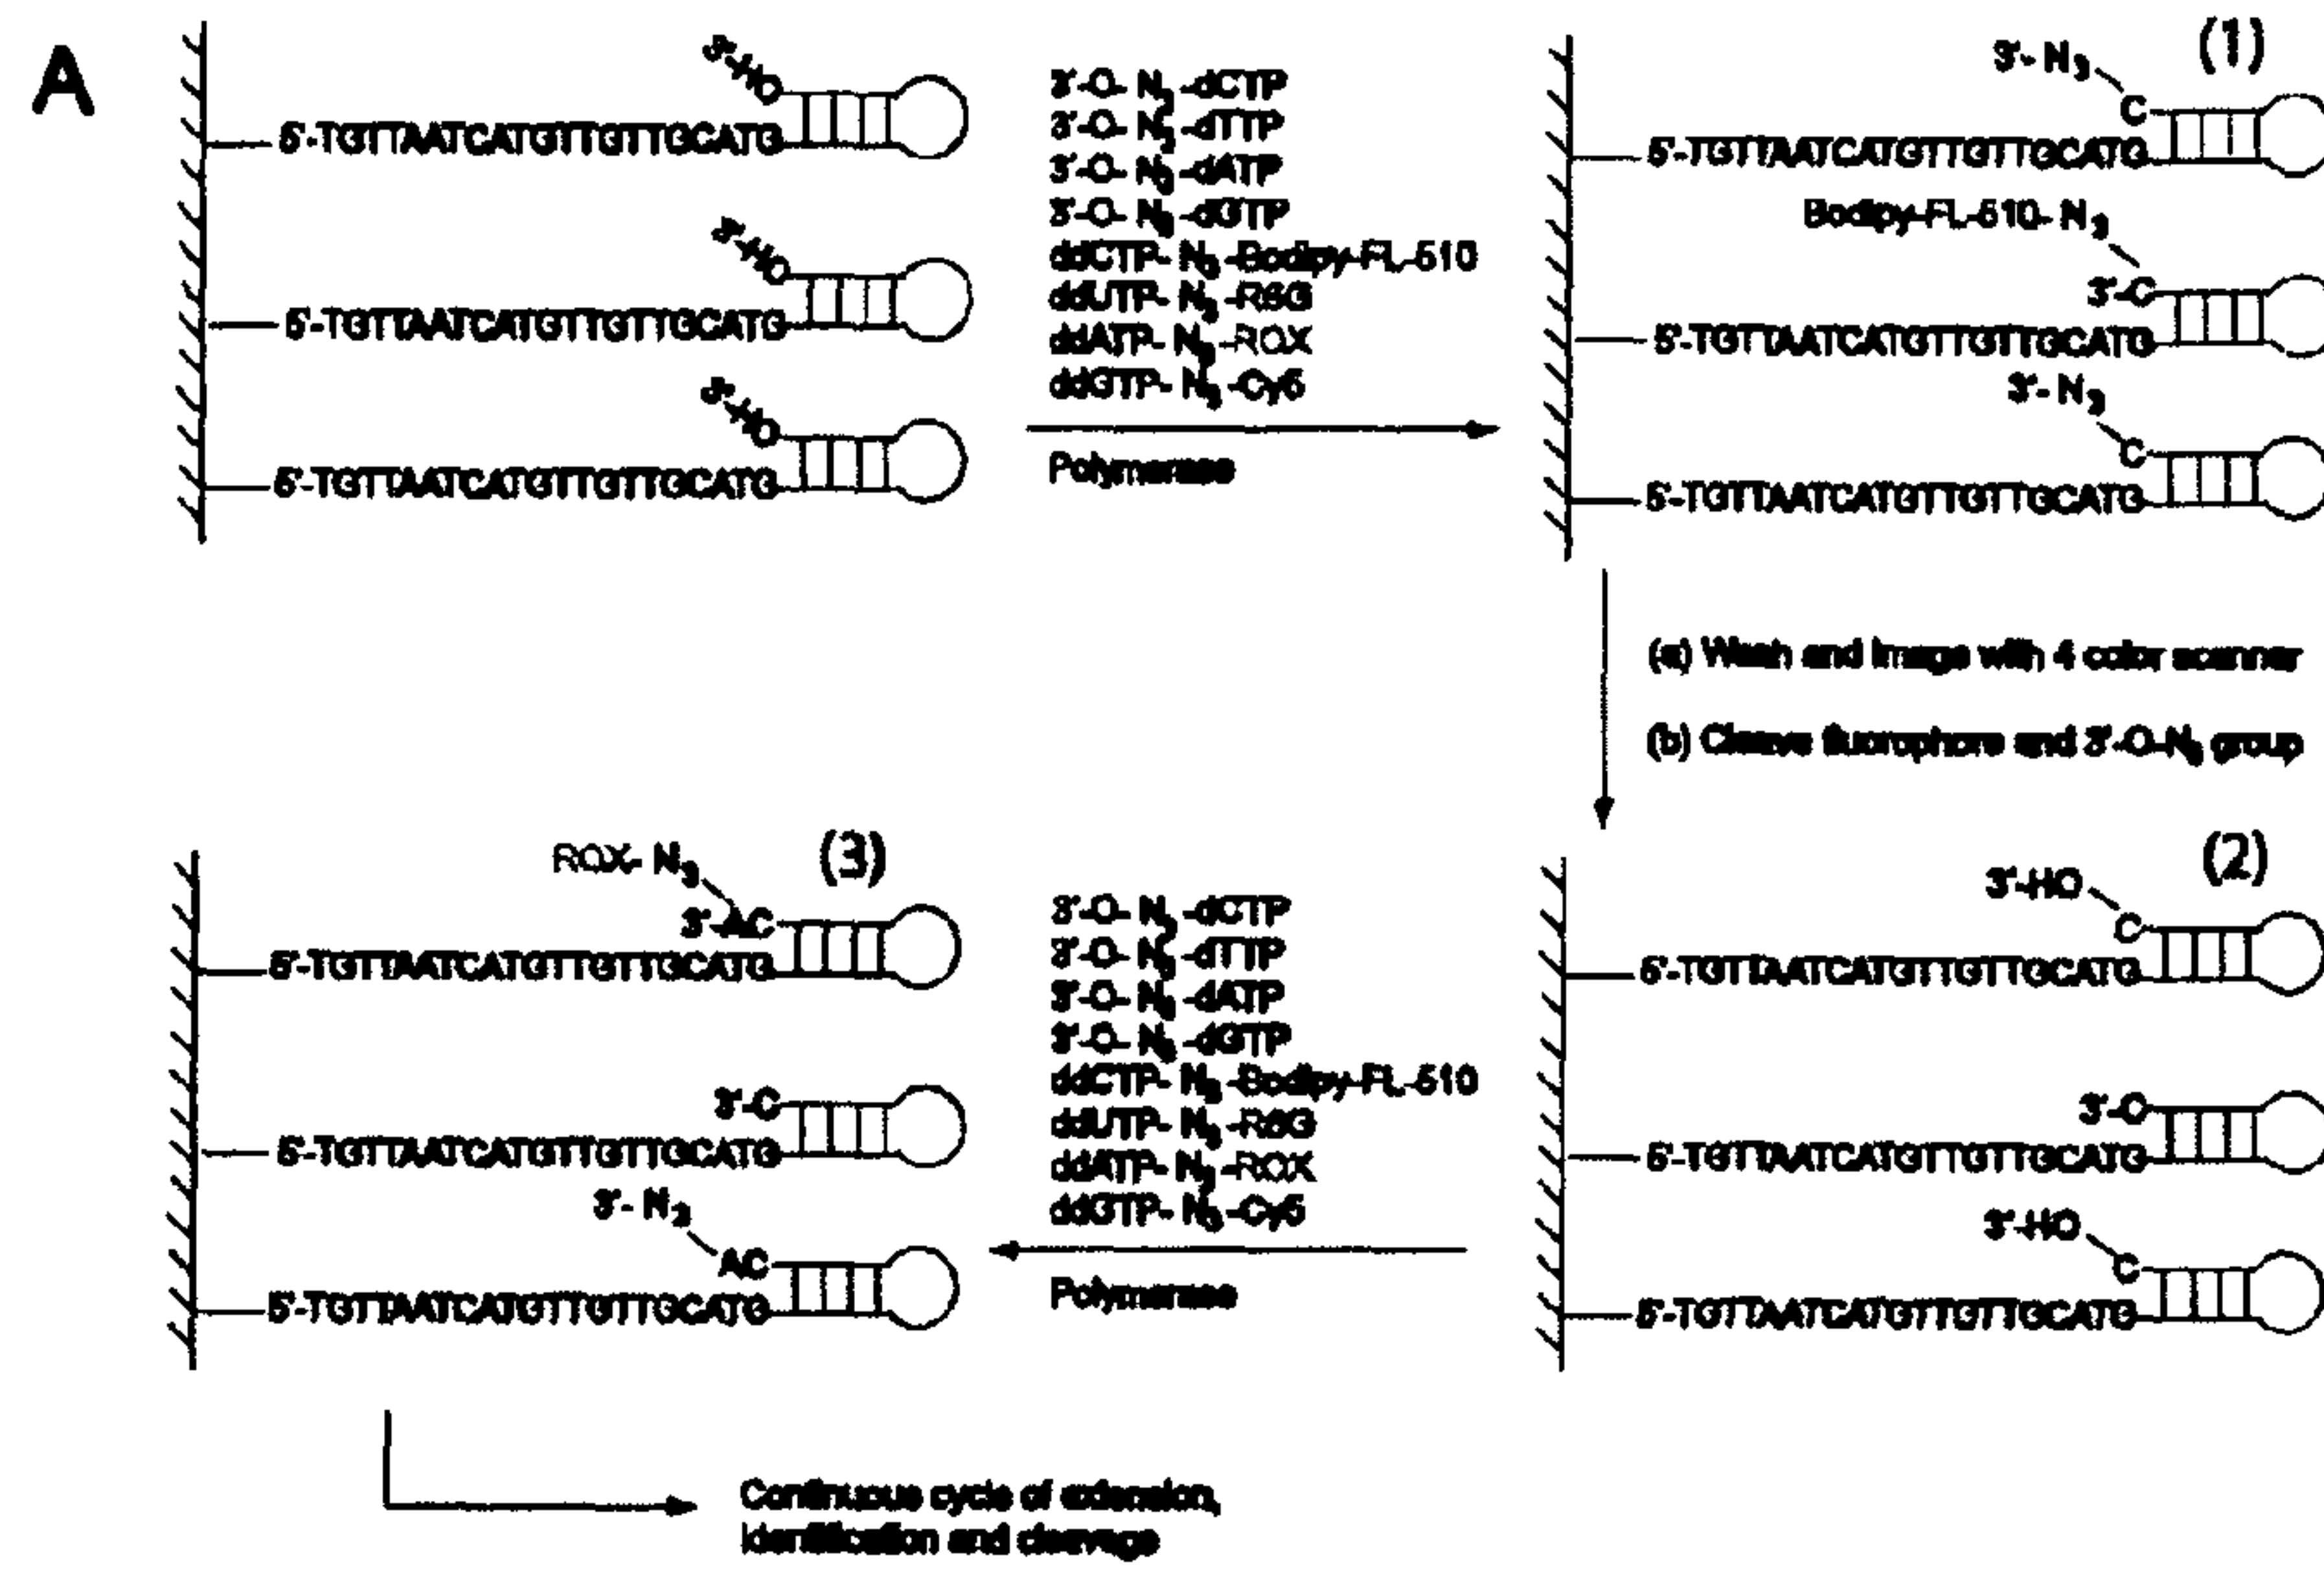 A
3'-HO
5'-TGTTAATCATGTTGTTGCATG
3'-HO
5'-TGTTAATCATGTTGTTGCATG
3'-HO
5'-TGTTAATCATGTTGTTGCATG
3'-O- N3 -dCTP
3'-O- N3 -dTTP
3'-O- N3 -dATP
3'-O- N3 -dGTP
ddCTP- N3 -Bodipy-FL-510
ddUTP- N3 -R6G
ddATP- N3 -ROX
ddGTP- N3 -Cy5
Polymerase
(1)
3'- N3
C
5'-TGTTAATCATGTTGTTGCATG
Bodipy-FL-510- N3
3'-C
5'-TGTTAATCATGTTGTTGCATG
3'- N3
C
5'-TGTTAATCATGTTGTTGCATG
(a) Wash and image with 4 color scanner
(b) Cleave fluorophore and 3'-O-N3 group
(2)
3'-HO
C
5'-TGTTAATCATGTTGTTGCATG
3'-C
5'-TGTTAATCATGTTGTTGCATG
3'-HO
C
5'-TGTTAATCATGTTGTTGCATG
3'-O- N3 -dCTP
3'-O- N3 -dTTP
3'-O- N3 -dATP
3'-O- N3 -dGTP
ddCTP- N3 -Bodipy-FL-510
ddUTP- N3 -R6G
ddATP- N3 -ROX
ddGTP- N3 -Cy5
Polymerase
(3)
ROX- N3
3'-AC
5'-TGTTAATCATGTTGTTGCATG
3'-C
5'-TGTTAATCATGTTGTTGCATG
3'- N3
AC
5'-TGTTAATCATGTTGTTGCATG
Continuous cycle of extension,
identification and cleavage